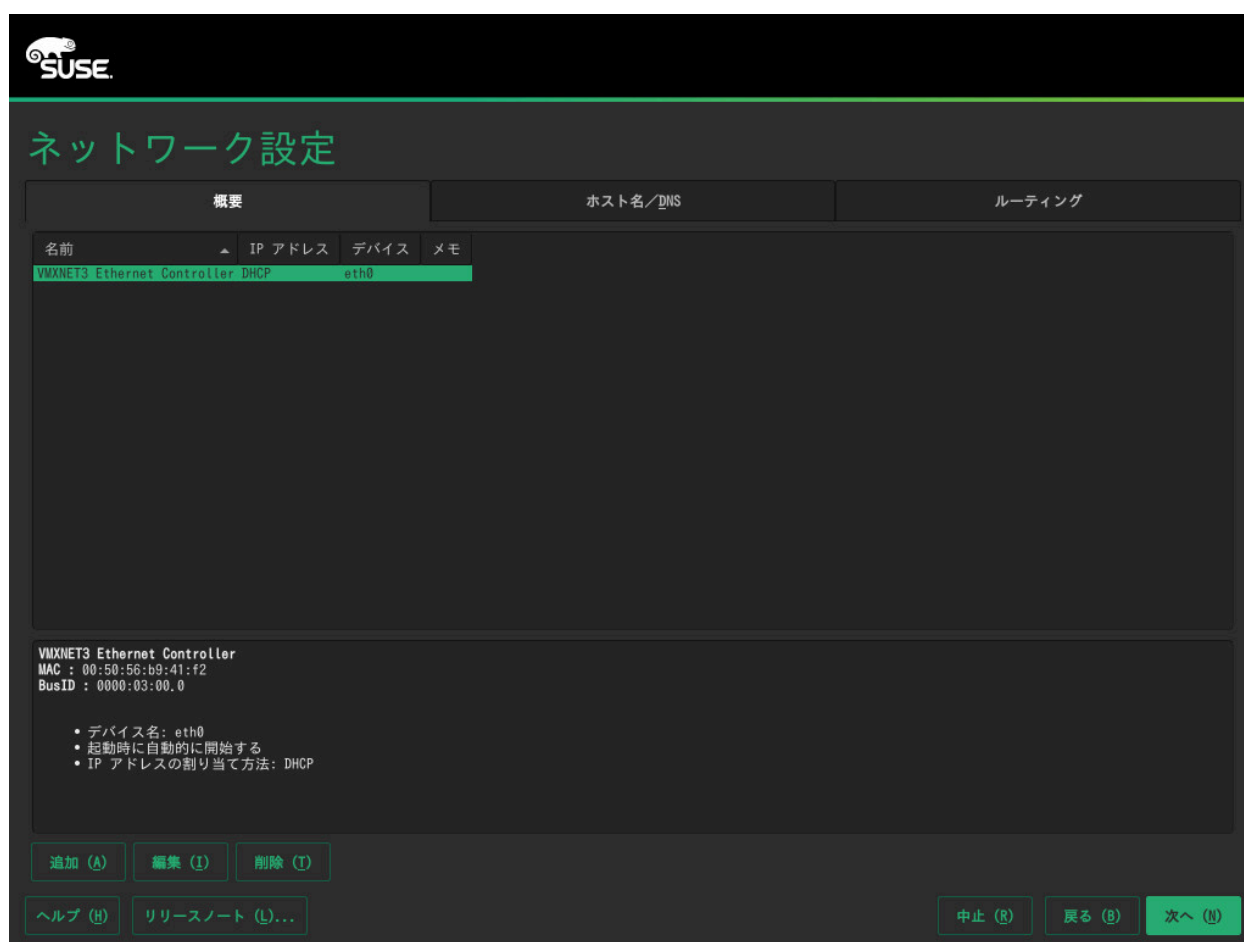 SUSE.
ネットワーク設定
概要 ホスト名／DNS ルーティング
名前 IP アドレス デバイス メモ
VMXNET3 Ethernet Controller DHCP eth0
VMXNET3 Ethernet Controller
MAC : 00:50:56:b9:41:f2
BusID : 0000:03:00.0
• デバイス名: eth0
• 起動時に自動的に開始する
• IP アドレスの割り当て方法: DHCP
追加 (A) 編集 (I) 削除 (T)
ヘルプ (H) リリースノート (L)... 中止 (R) 戻る (B) 次へ (N)